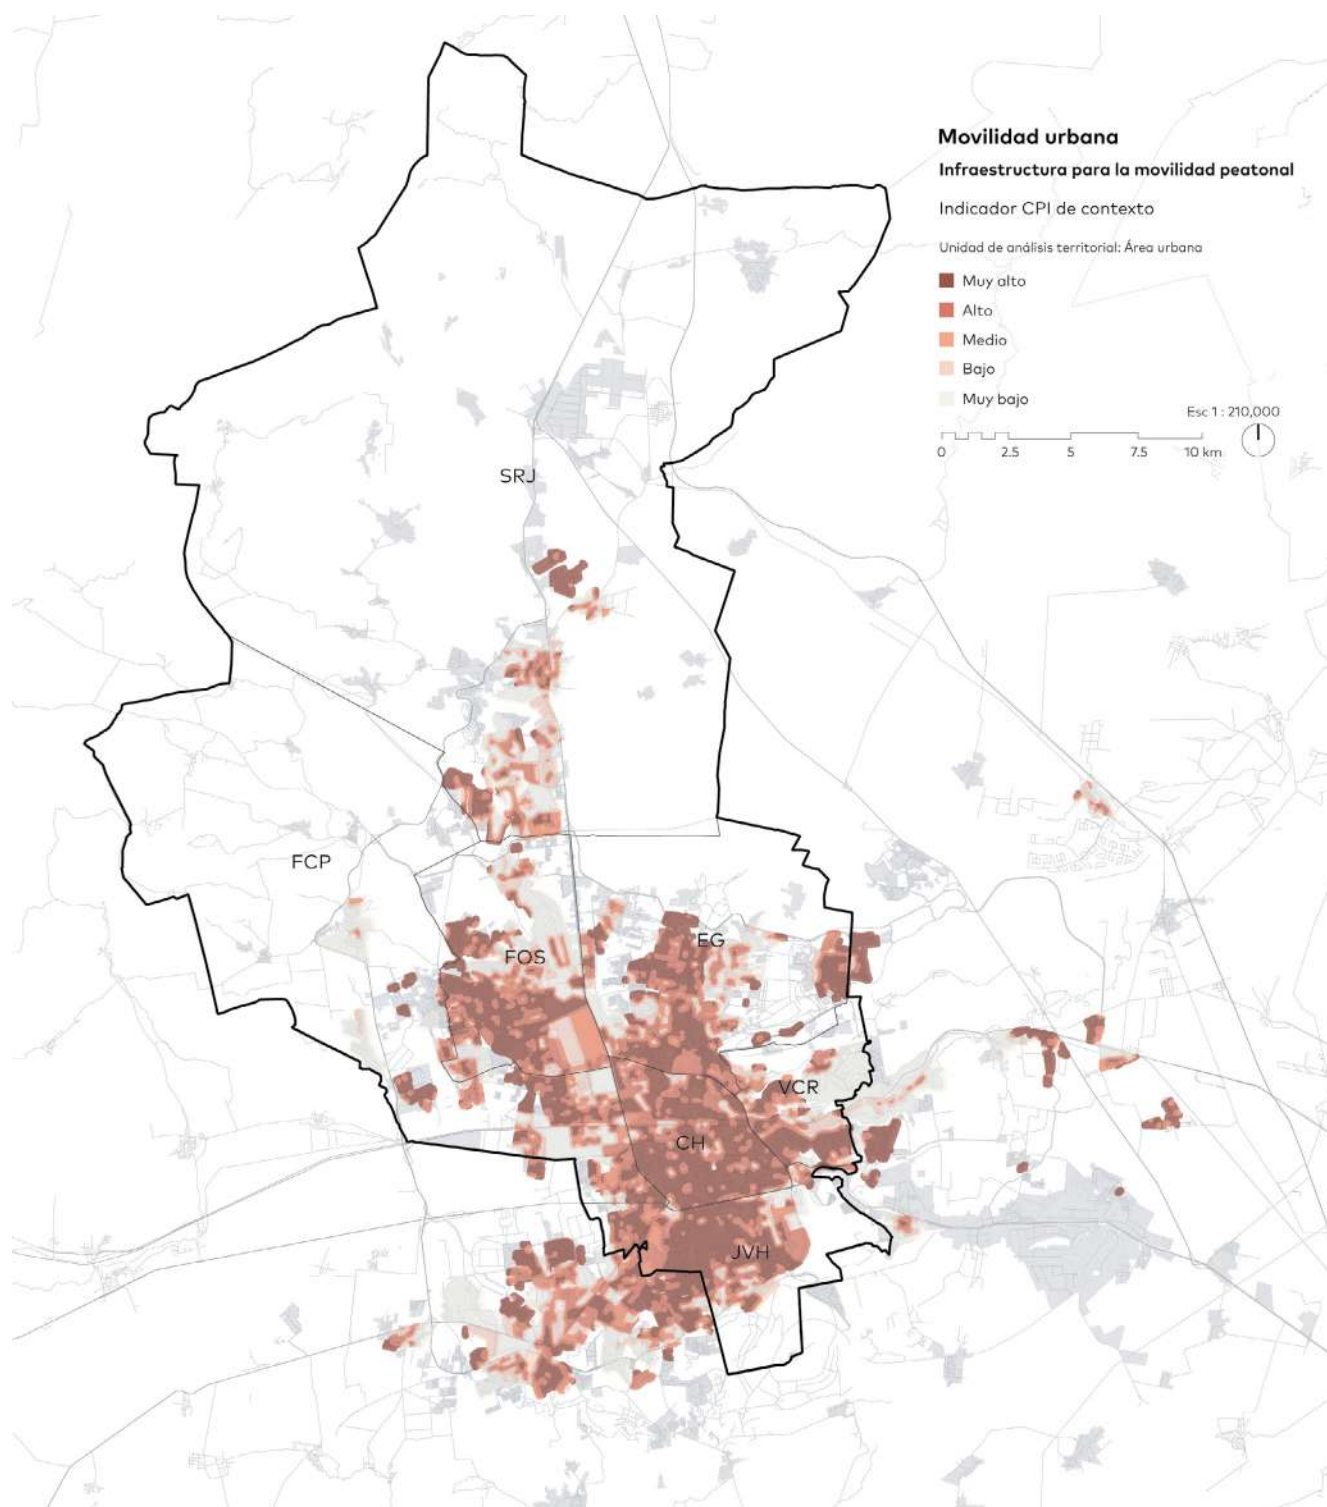 Movilidad urbana
Infraestructura para la movilidad peatonal
Indicador CPI de contexto
Unidad de análisis territorial: Área urbana
Muy alto
Alto
Medio
Bajo
Muy bajo
Esc 1 : 210,000
0 2.5 5 7.5 10 km
SRJ
FCP
EG
FOS
VCR
CH
JVH